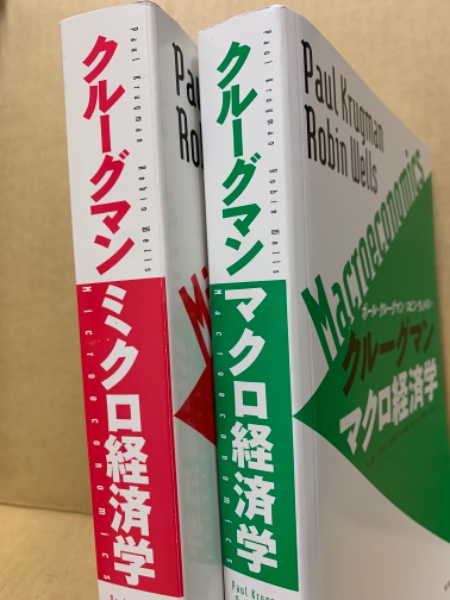 Paul Krugman Robin Wells
クルーグマン
ミクロ経済学
Microeconomics
Paul Krugman Robin Wells
クルーグマン
マクロ経済学
Macroeconomics
Paul Krugman
Robin Wells
Macroeconomics
クルーグマン
マクロ経済学